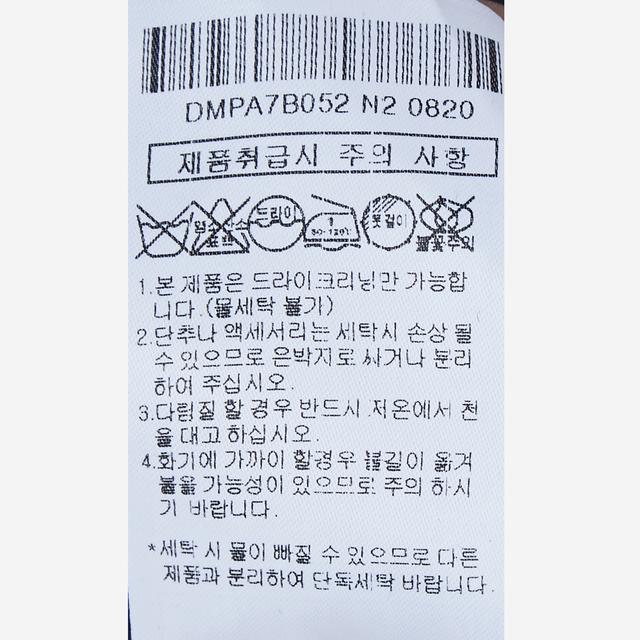 DMPA7B052 N2 0820
제품취급시 주의 사항
드라이
옷걸이
불꽃주의
1.본 제품은 드라이크리닝만 가능합
니다.(물세탁 불가)
2.단추나 액세서리는 세탁시 손상 될
수 있으므로 은박지로 싸거나 분리
하여 주십시오.
3.다림질 할 경우 반드시 저온에서 천
을 대고 하십시오.
4.화기에 가까이 할경우 불길이 옮겨
붙을 가능성이 있으므로 주의 하시
기 바랍니다.
*세탁 시 물이 빠질 수 있으므로 다른
제품과 분리하여 단독세탁 바랍니다.